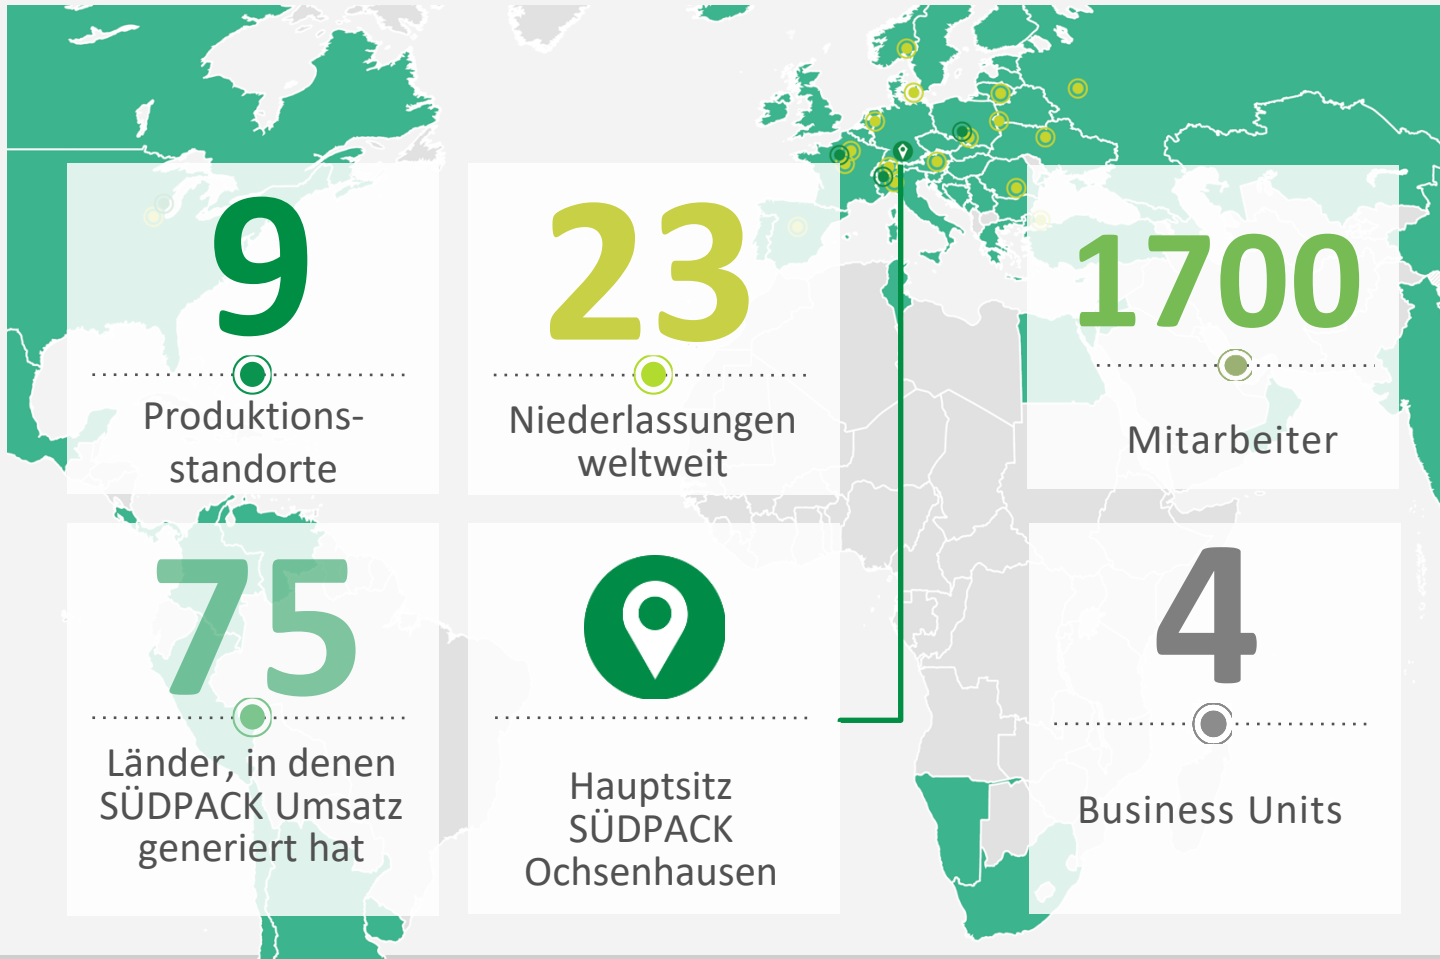 9
Produktions-
standorte
23
Niederlassungen
weltweit
1700
Mitarbeiter
75
Länder, in denen
SÜDPACK Umsatz
generiert hat
Hauptsitz
SÜDPACK
Ochsenhausen
4
Business Units